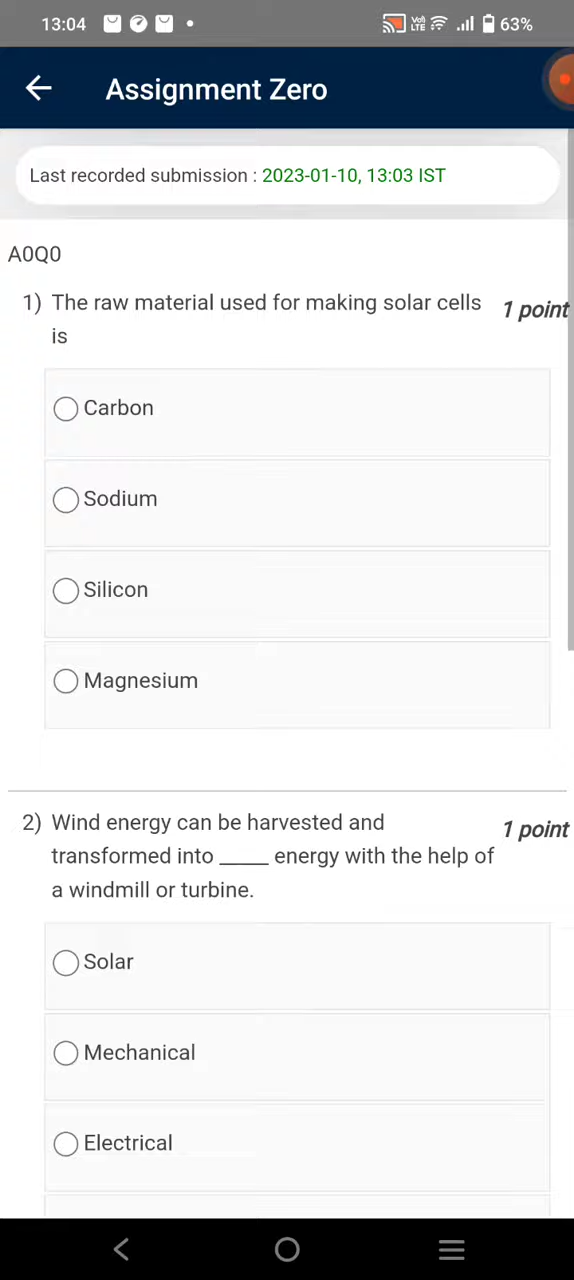 13:04
Vo) LTE
63%
Assignment Zero
Last recorded submission : 2023-01-10, 13:03 IST
A0Q0
1) The raw material used for making solar cells
is
1 point
Carbon
Sodium
Silicon
Magnesium
2) Wind energy can be harvested and
transformed into _____ energy with the help of
a windmill or turbine.
1 point
Solar
Mechanical
Electrical